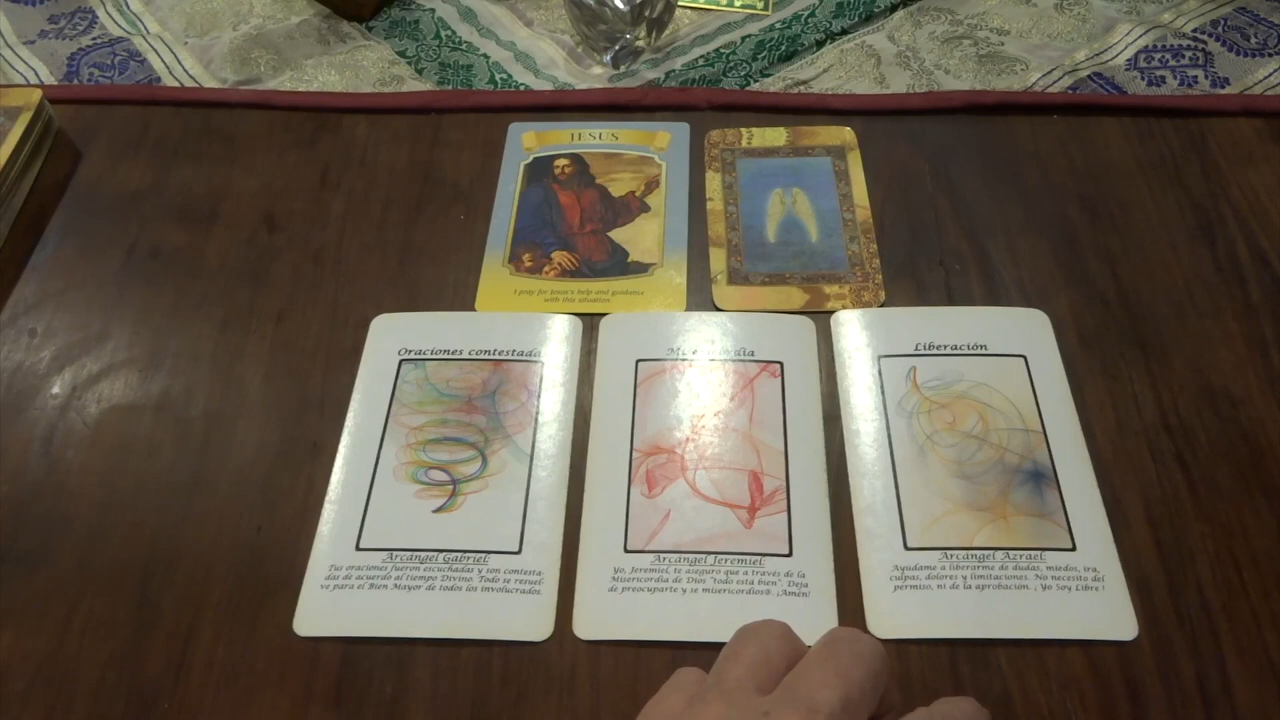 JESUS
I pray for Jesus's help and guidance
with this situation.
Oraciones contestada
Misericordia
Liberación
Arcángel Gabriel:
Tus oraciones fueron escuchadas y son contesta-
das de acuerdo al tiempo Divino. Todo se resuel-
ve para el Bien Mayor de todos los involucrados.
Arcángel Jeremiel:
Yo, Jeremiel, te aseguro que a través de la
Misericordia de Dios "todo está bien". Deja
de preocuparte y se misericordios@. ¡Amén!
Arcángel Azrael:
Ayúdame a liberarme de dudas, miedos, ira,
culpas, dolores y limitaciones. No necesito del
permiso, ni de la aprobación. ¡ Yo Soy Libre !